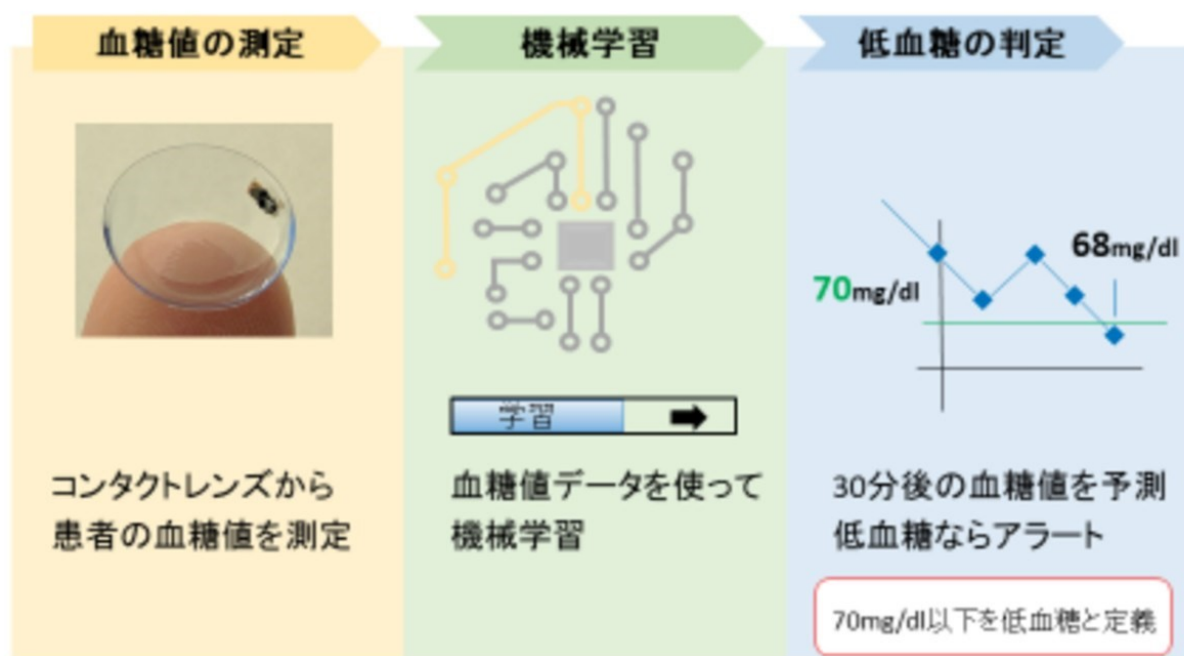 血糖値の測定
機械学習
低血糖の判定
68mg/dl
70mg/dl
学習
コンタクトレンズから
患者の血糖値を測定
血糖値データを使って
機械学習
30分後の血糖値を予測
低血糖ならアラート
70mg/dl以下を低血糖と定義